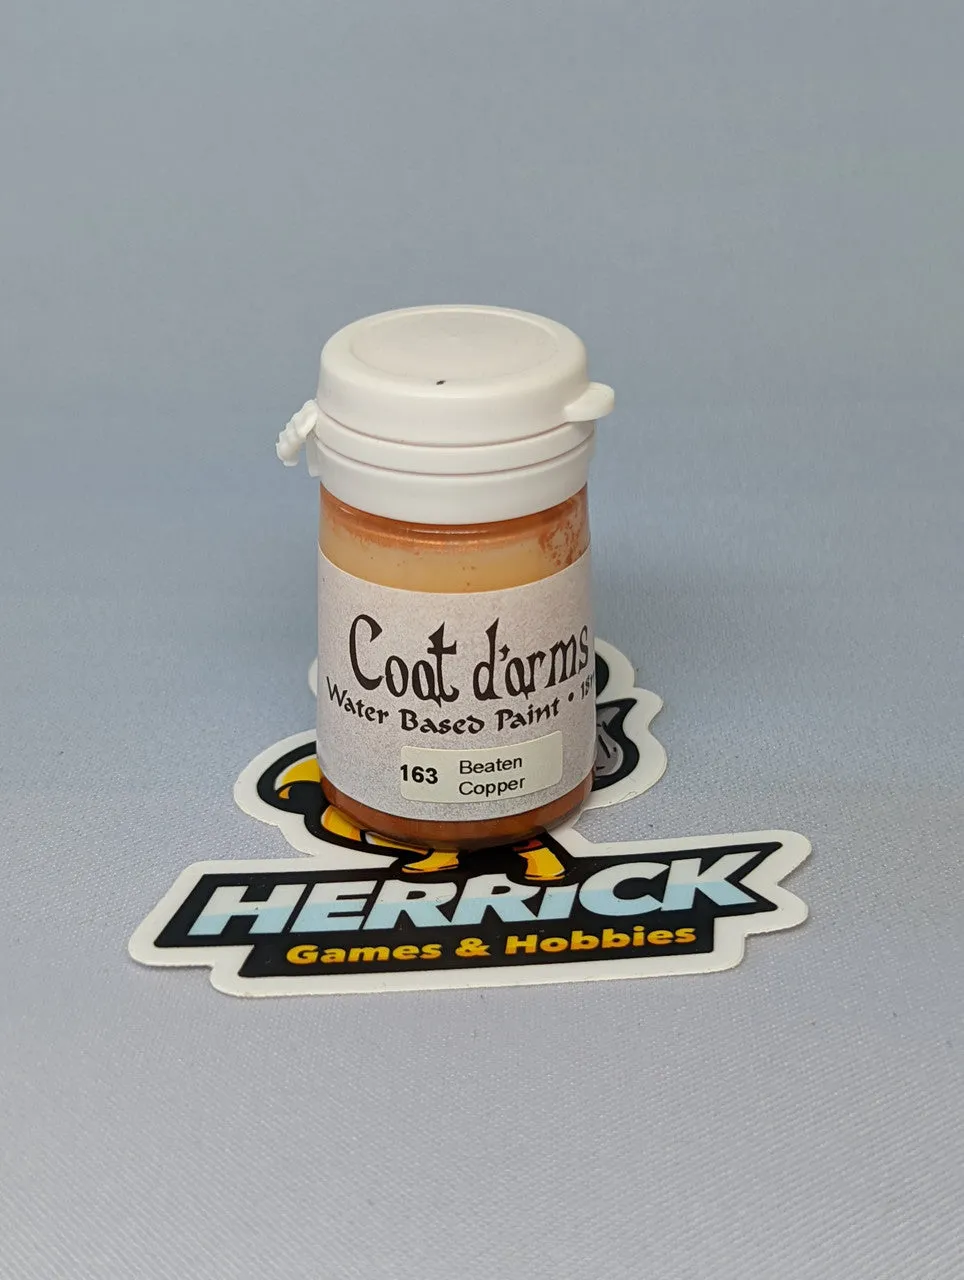 Coat d'arms
Water Based Paint •
163 Beaten
Copper
HERRICK
Games & Hobbies